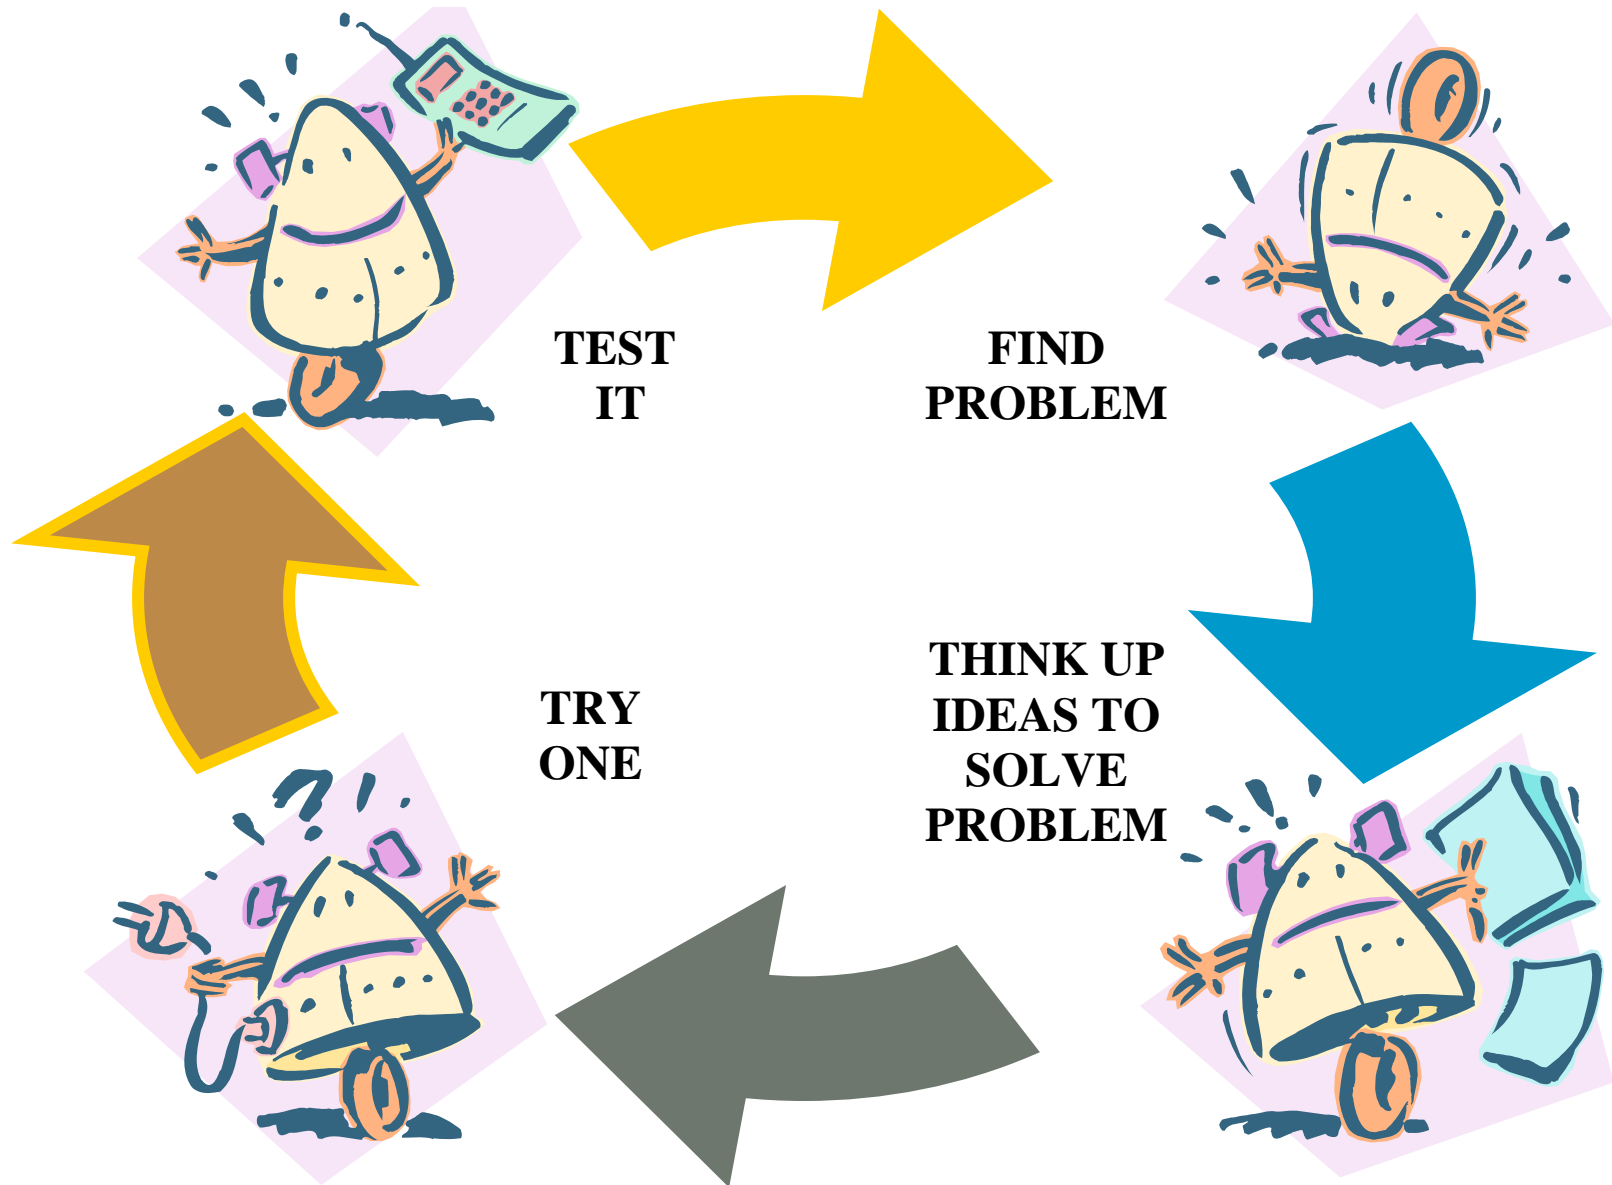 TEST
IT
FIND
PROBLEM
THINK UP
IDEAS TO
SOLVE
PROBLEM
TRY
ONE